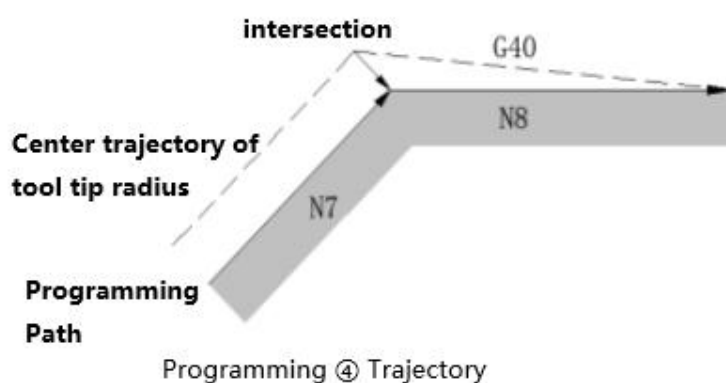 intersection
G40
N8
Center trajectory of
tool tip radius
N7
Programming
Path
Programming ④ Trajectory